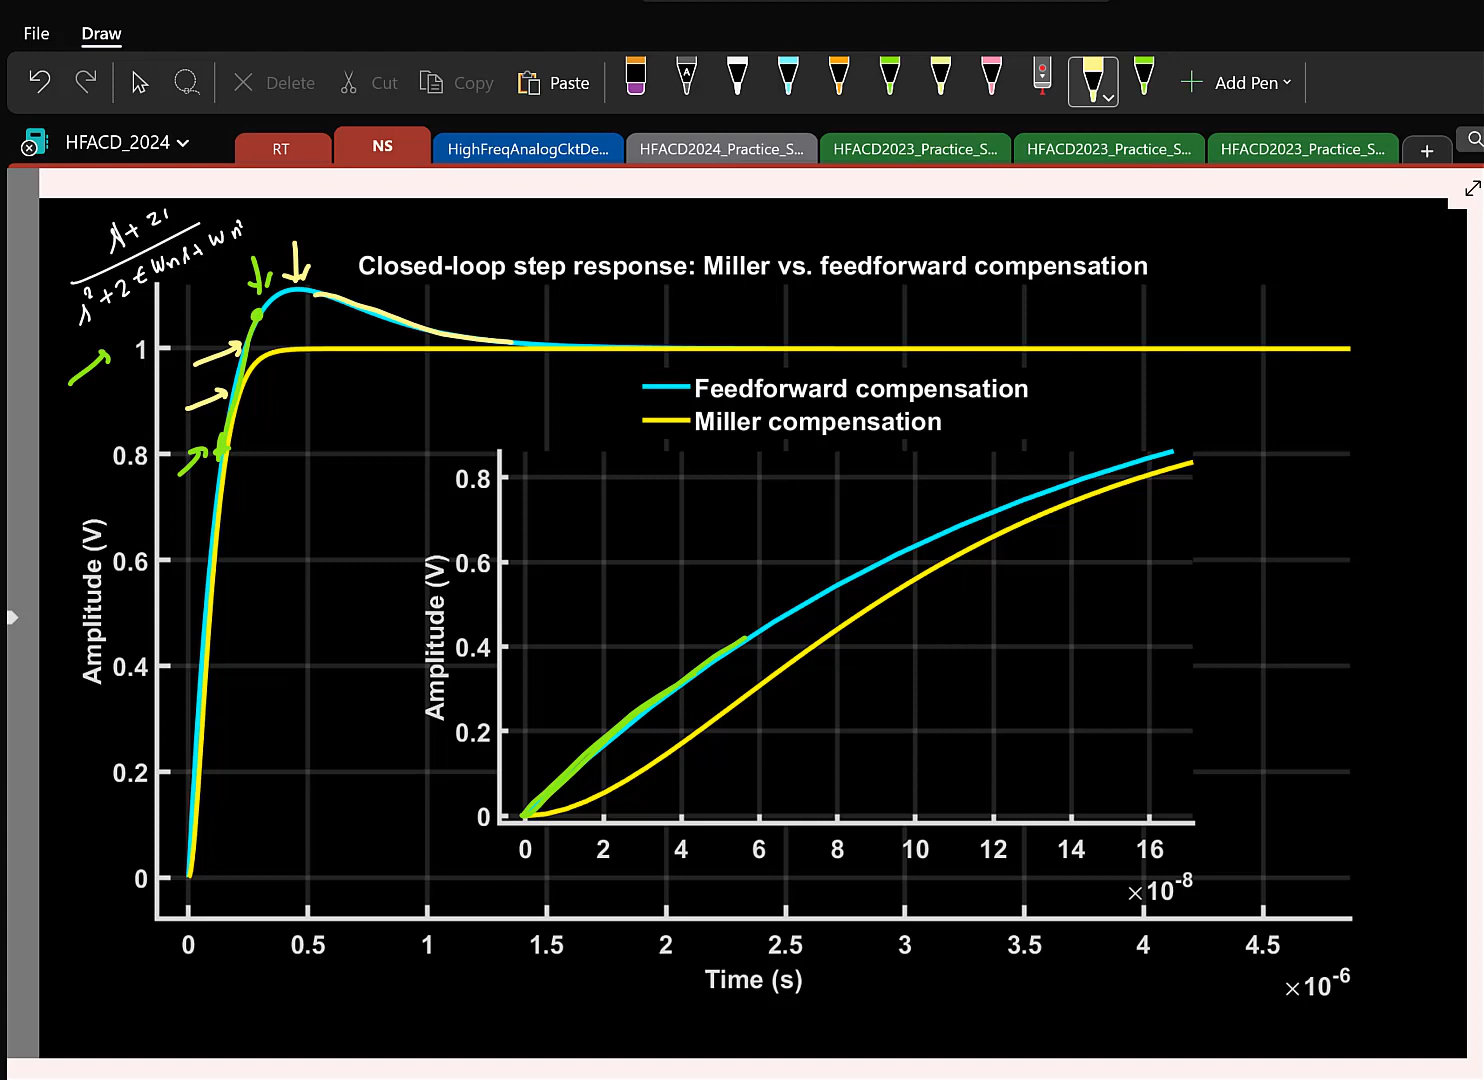 File Draw
Delete Cut Copy Paste Add Pen
HFACD_2024 RT NS HighFreqAnalogCktDe... HFACD2024_Practice_S... HFACD2023_Practice_S... HFACD2023_Practice_S... HFACD2023_Practice_S...
Closed-loop step response: Miller vs. feedforward compensation
Feedforward compensation
Miller compensation
Amplitude (V)
1
0.8
0.6
0.4
0.2
0
Amplitude (V)
0.8
0.6
0.4
0.2
0
0 2 4 6 8 10 12 14 16
×10-8
0 0.5 1 1.5 2 2.5 3 3.5 4 4.5
Time (s)
×10-6